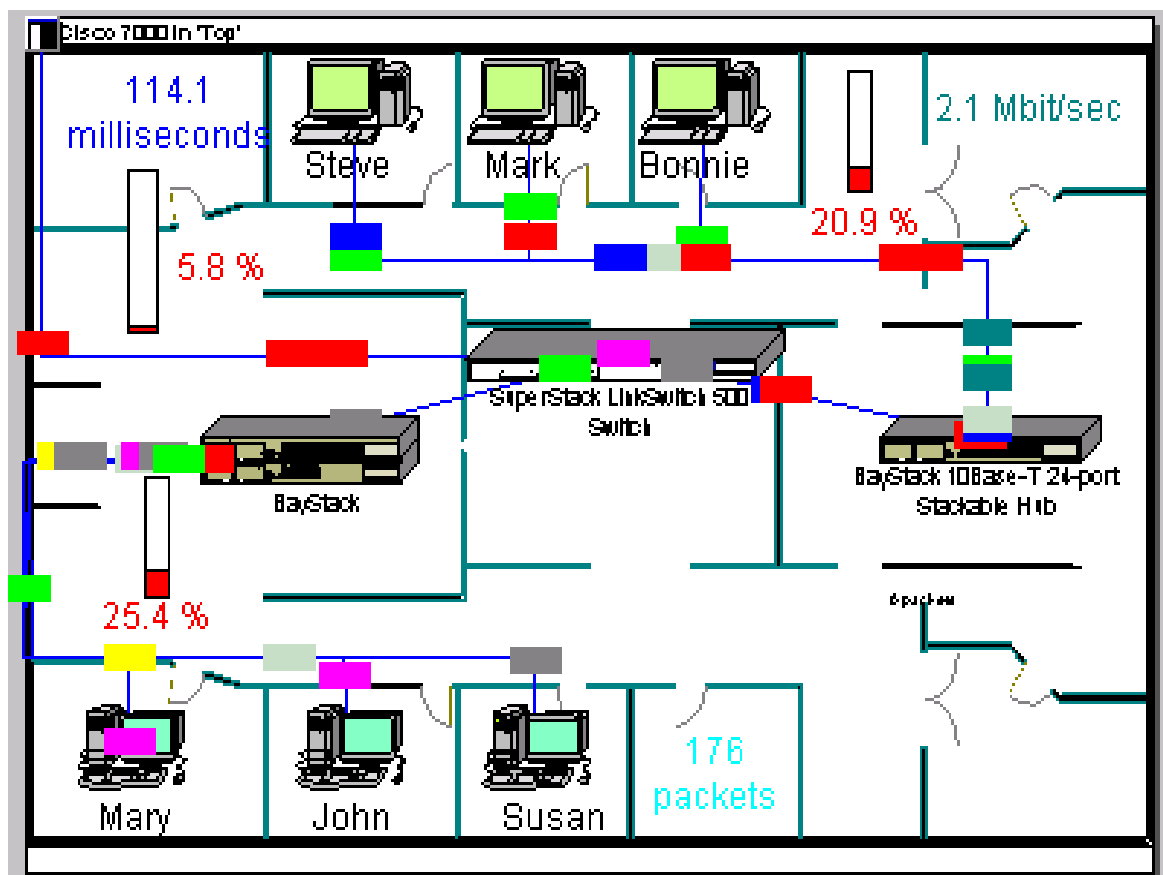 Cisco 7000 in 'Top'
114.1
milliseconds
2.1 Mbit/sec
Steve
Mark
Bonnie
20.9 %
5.8 %
SuperStack LinkSwitch 500
Switch
BayStack
BayStack 10Base-T 24-port
Stackable Hub
25.4 %
packets
176
packets
Mary
John
Susan